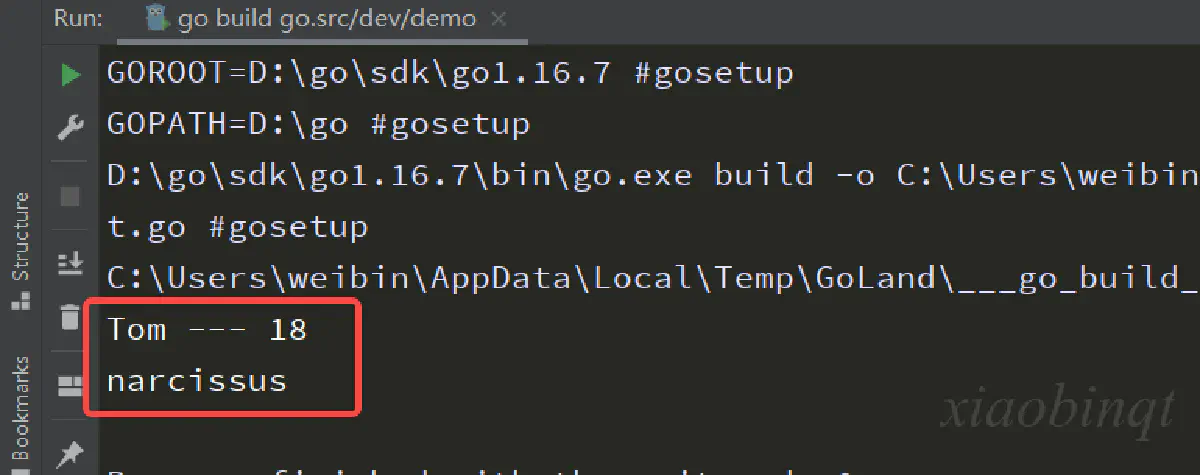 Run: go build go.src/dev/demo
GOROOT=D:\go\sdk\go1.16.7 #gosetup
GOPATH=D:\go #gosetup
D:\go\sdk\go1.16.7\bin\go.exe build -o C:\Users\weibin
t.go #gosetup
C:\Users\weibin\AppData\Local\Temp\GoLand\___go_build_
Tom --- 18
narcissus
Structure
Bookmarks
xiaobinqt